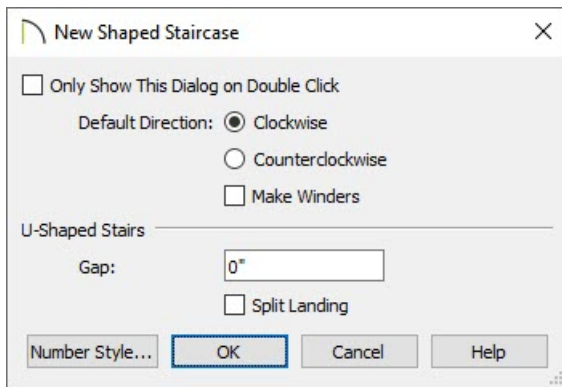 New Shaped Staircase
Only Show This Dialog on Double Click
Default Direction: Clockwise
Counterclockwise
Make Winders
U-Shaped Stairs
Gap: 0"
Split Landing
Number Style... OK Cancel Help